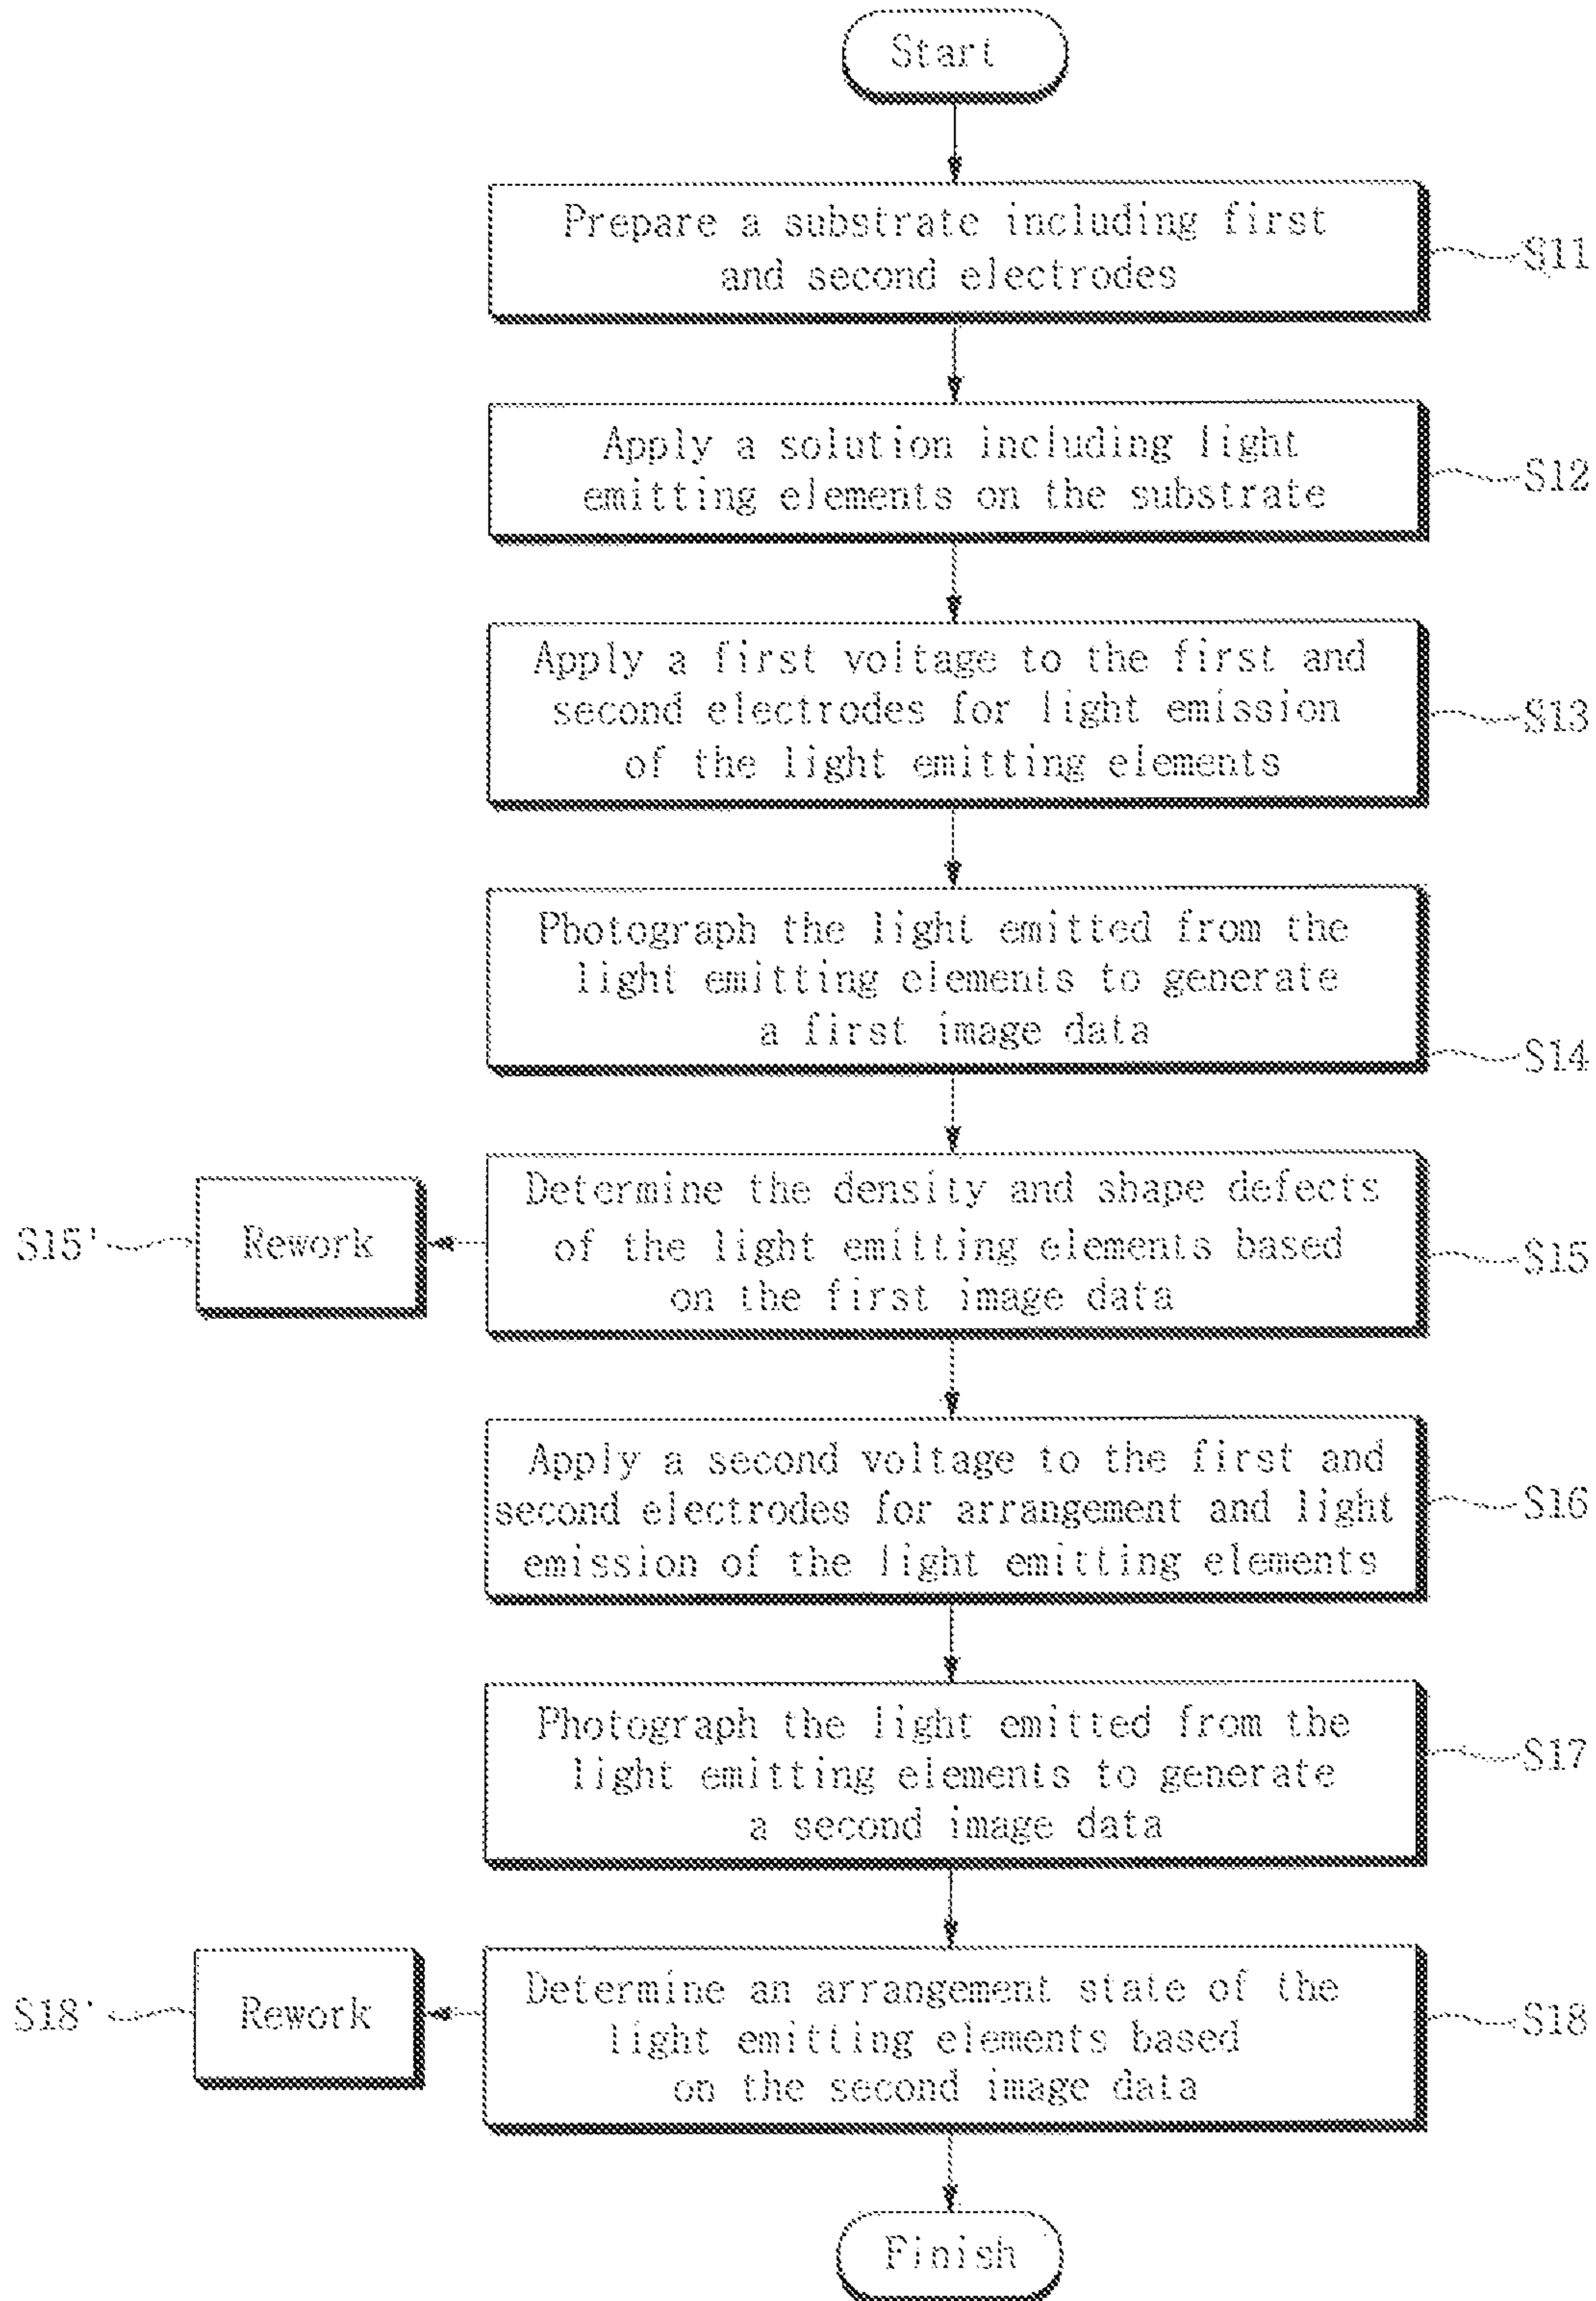 Start
Prepare a substrate including first
and second electrodes
S11
Apply a solution including light
emitting elements on the substrate
S12
Apply a first voltage to the first and
second electrodes for light emission
of the light emitting elements
S13
Photograph the light emitted from the
light emitting elements to generate
a first image data
S14
Determine the density and shape defects
of the light emitting elements based
on the first image data
S15
S15'
Rework
Apply a second voltage to the first and
second electrodes for arrangement and light
emission of the light emitting elements
S16
Photograph the light emitted from the
light emitting elements to generate
a second image data
S17
Determine an arrangement state of the
light emitting elements based
on the second image data
S18
S18'
Rework
Finish